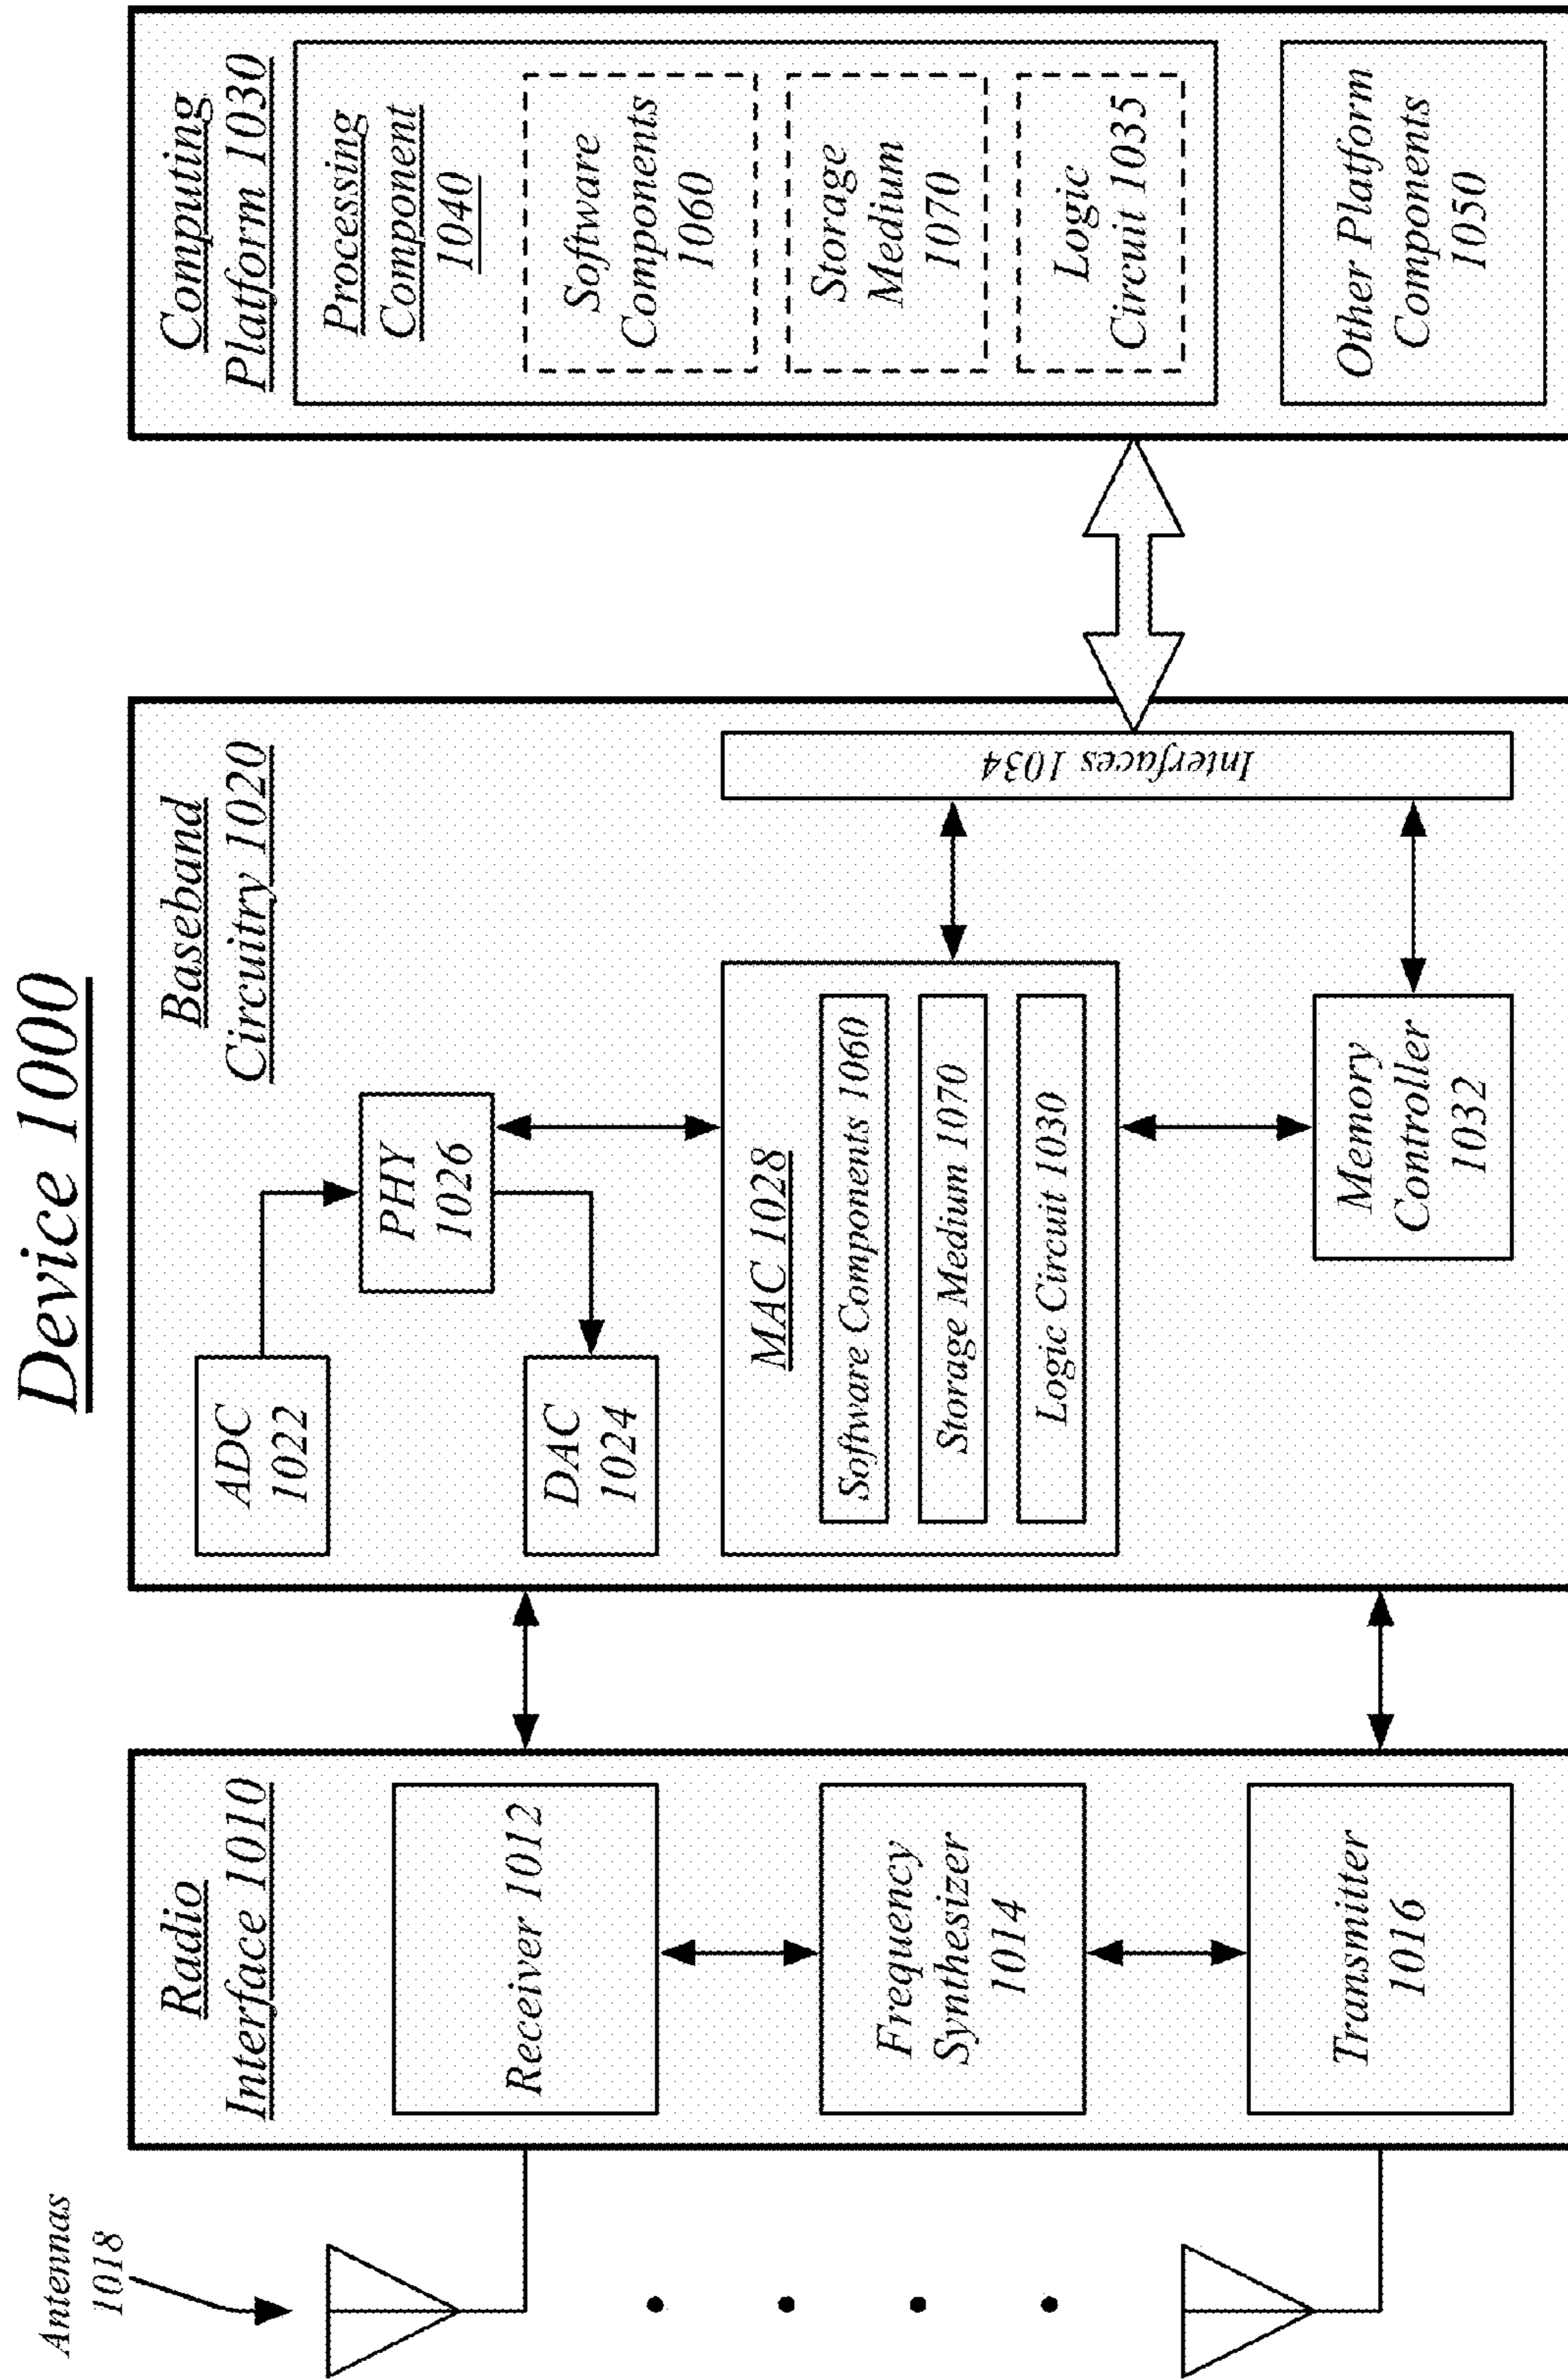 Device 1000
Antennas
1018
Radio
Interface 1010
Receiver 1012
Frequency
Synthesizer
1014
Transmitter
1016
Baseband
Circuitry 1020
ADC
1022
PHY
1026
DAC
1024
MAC 1028
Software Components 1060
Storage Medium 1070
Logic Circuit 1030
Memory
Controller
1032
Interfaces 1034
Computing
Platform 1030
Processing
Component
1040
Software
Components
1060
Storage
Medium
1070
Logic
Circuit 1035
Other Platform
Components
1050